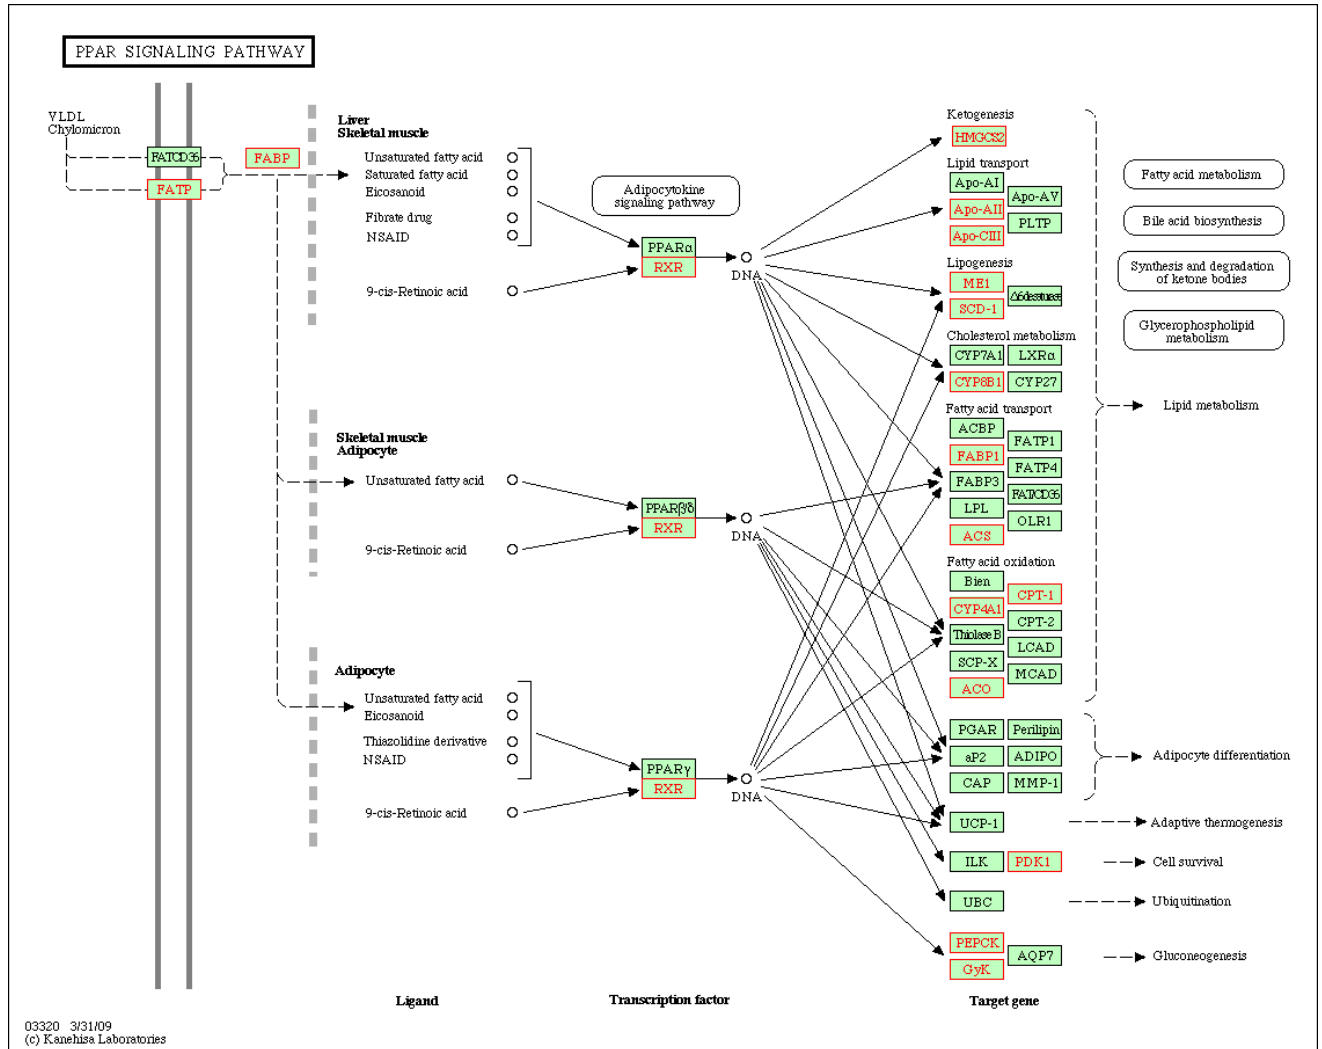 PPAR SIGNALING PATHWAY
VLDL
Chylomicron
FAT/CD36
FATP
FABP
Liver
Skeletal muscle
Unsaturated fatty acid
Saturated fatty acid
Eicosanoid
Fibrate drug
NSAID
9-cis-Retinoic acid
Adipocytokine
signaling pathway
PPARα
RXR
DNA
Skeletal muscle
Adipocyte
Unsaturated fatty acid
9-cis-Retinoic acid
PPARβ/δ
RXR
DNA
Adipocyte
Unsaturated fatty acid
Eicosanoid
Thiazolidine derivative
NSAID
9-cis-Retinoic acid
PPARγ
RXR
DNA
Ketogenesis
HMGCS2
Lipid transport
Apo-AI
Apo-AV
Apo-AII
PLTP
Apo-CIII
Lipogenesis
ME1
Δ6desaturase
SCD-1
Cholesterol metabolism
CYP7A1
LXRα
CYP8B1
CYP27
Fatty acid transport
ACBP
FATP1
FABP1
FATP4
FABP3
FAT/CD36
LPL
OLR1
ACS
Fatty acid oxidation
Bien
CPT-1
CYP4A1
CPT-2
Thiolase B
LCAD
SCP-X
MCAD
ACO
PGAR
Perilipin
aP2
ADIPO
CAP
MMP-1
UCP-1
ILK
PDK1
UBC
PEPCK
AQP7
GyK
Fatty acid metabolism
Bile acid biosynthesis
Synthesis and degradation
of ketone bodies
Glycerophospholipid
metabolism
Lipid metabolism
Adipocyte differentiation
Adaptive thermogenesis
Cell survival
Ubiquitination
Gluconeogenesis
Ligand
Transcription factor
Target gene
03320 3/31/09
(c) Kanehisa Laboratories